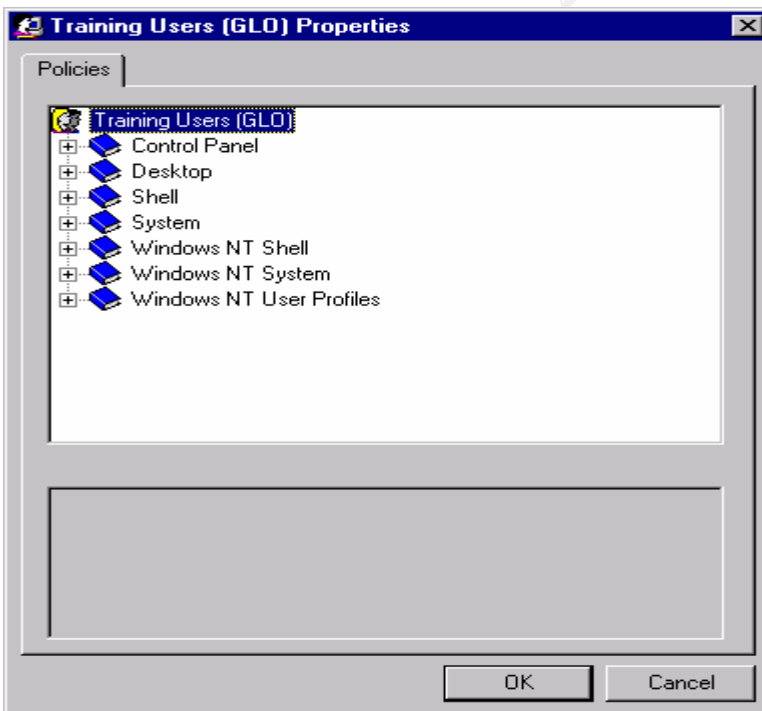 Training Users (GLO) Properties
Policies
Training Users (GLO)
Control Panel
Desktop
Shell
System
Windows NT Shell
Windows NT System
Windows NT User Profiles
OK
Cancel